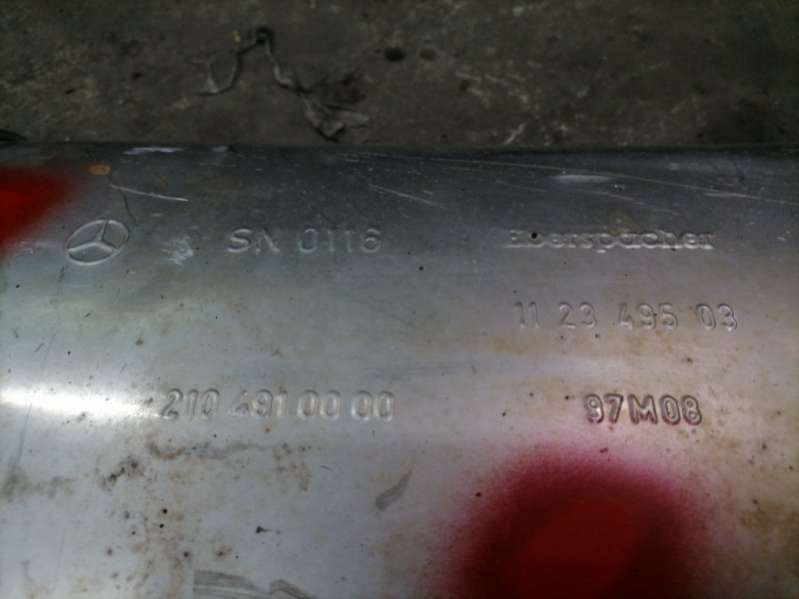 SN 0116
Eberspächer
11 23 495 03
210 491 00 00
97M08